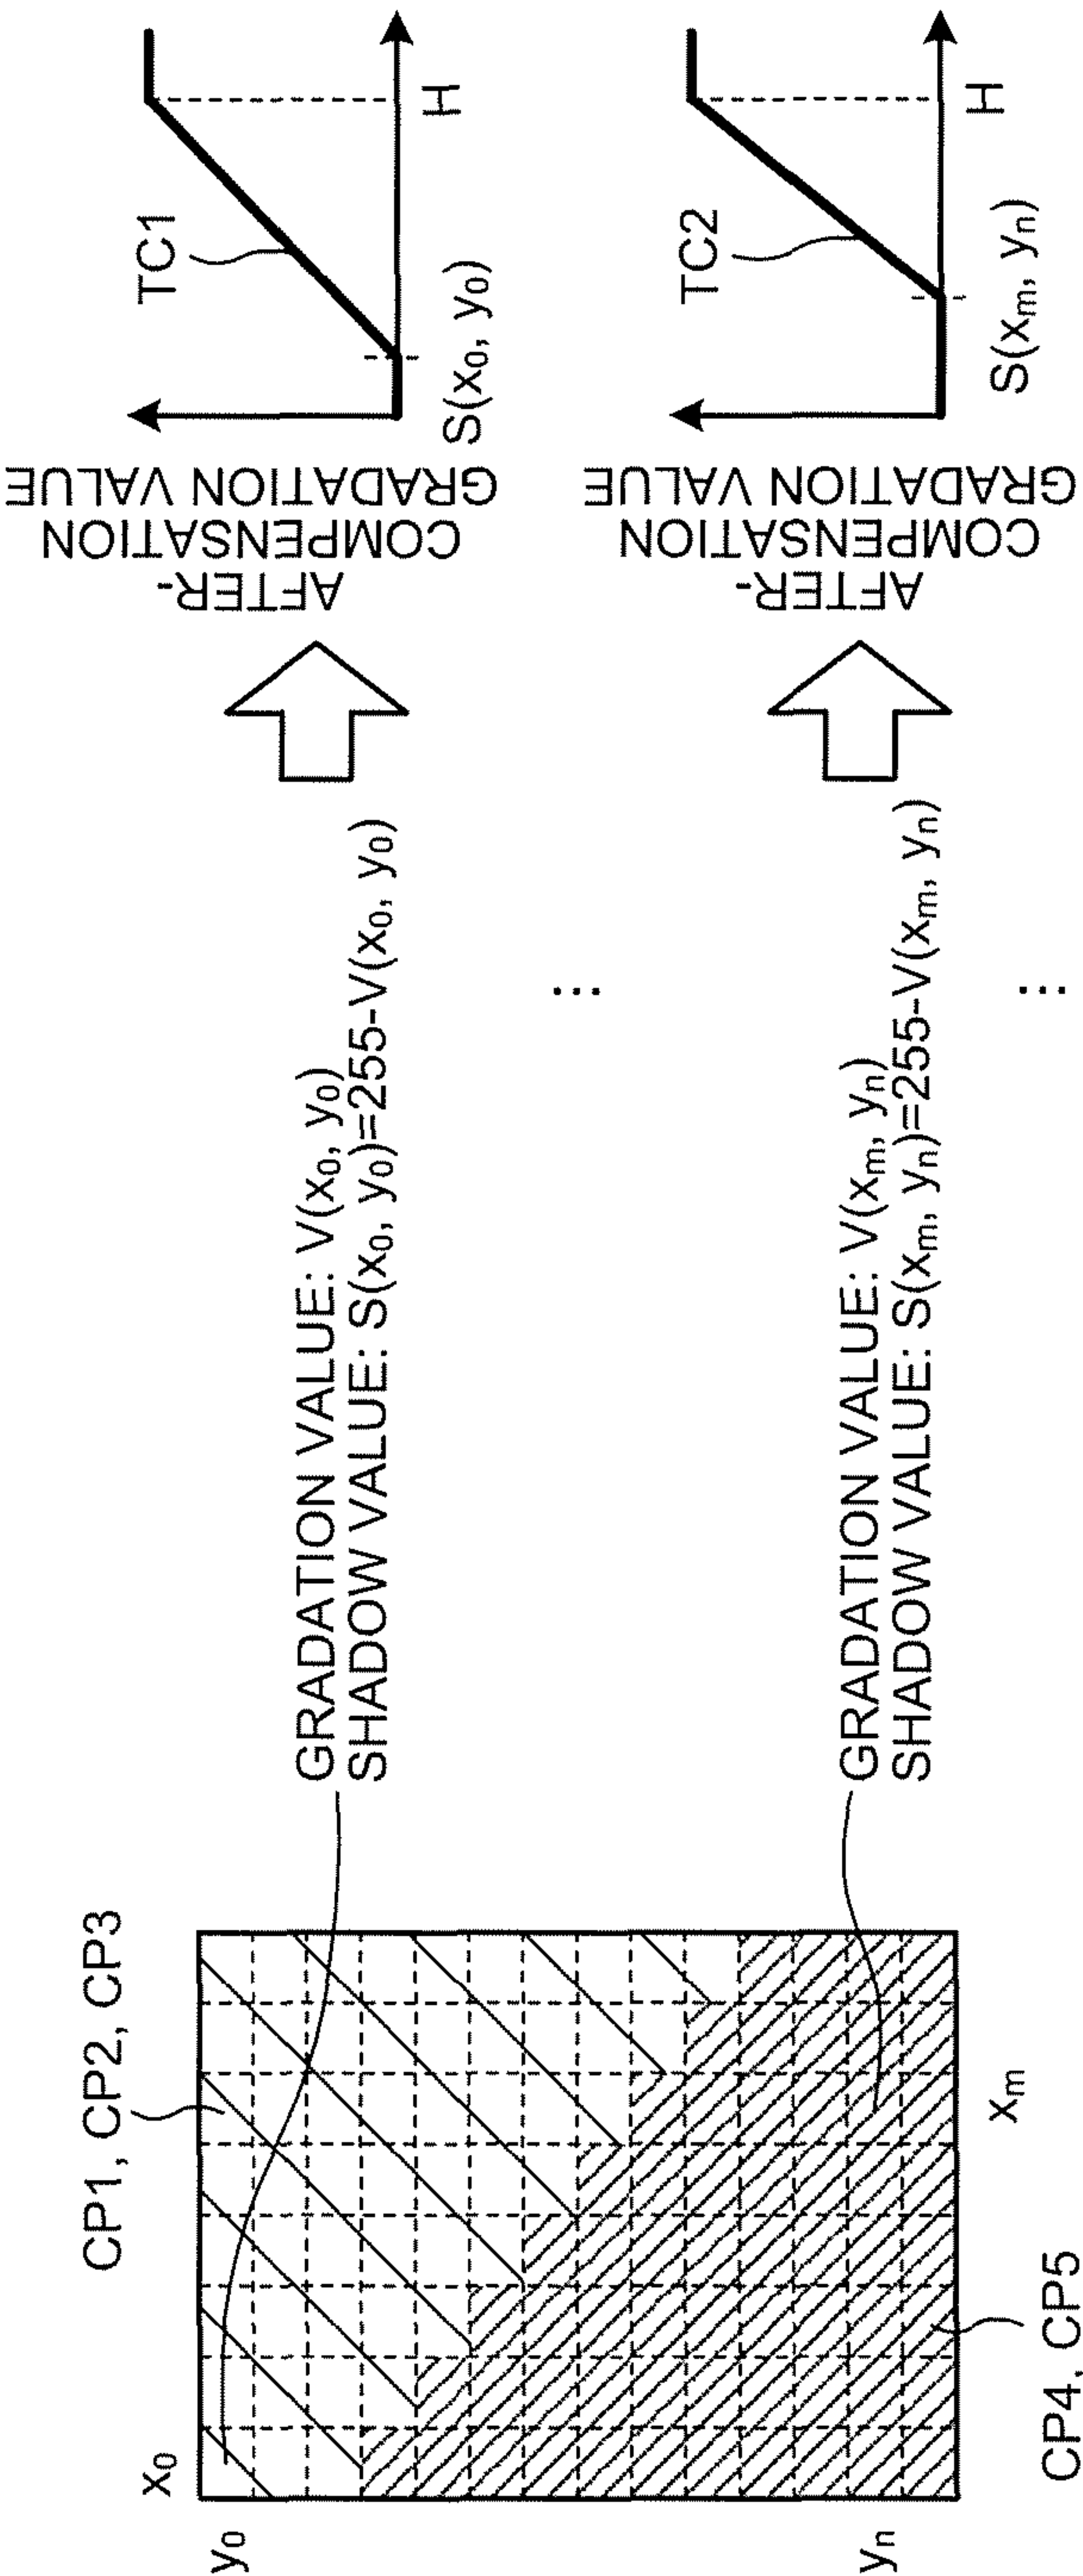 x₀
y₀
yₙ
xₘ
CP1, CP2, CP3
CP4, CP5
GRADATION VALUE: V(x₀, y₀)
SHADOW VALUE: S(x₀, y₀)=255-V(x₀, y₀)
...
GRADATION VALUE: V(xₘ, yₙ)
SHADOW VALUE: S(xₘ, yₙ)=255-V(xₘ, yₙ)
...
AFTER-
COMPENSATION
GRADATION VALUE
TC1
S(x₀, y₀)
H
AFTER-
COMPENSATION
GRADATION VALUE
TC2
S(xₘ, yₙ)
H